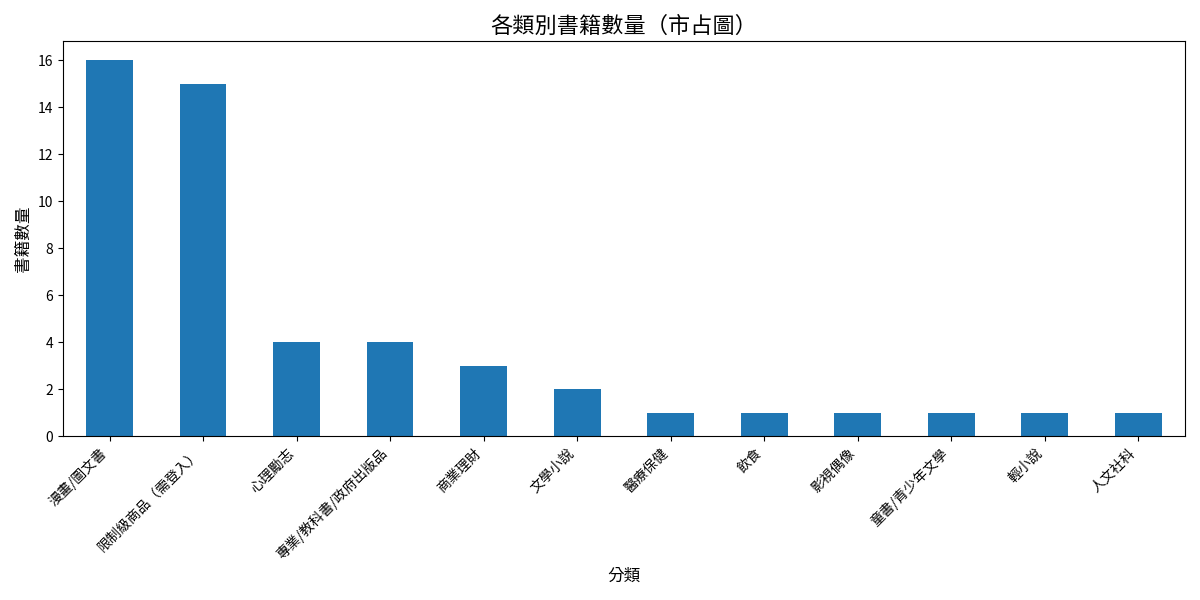 各類別書籍數量（市占圖）
書籍數量
16
14
12
10
8
6
4
2
0
漫畫/圖文書
限制級商品（需登入）
心理勵志
專業/教科書/政府出版品
商業理財
文學小說
醫療保健
飲食
影視偶像
童書/青少年文學
輕小說
人文社科
分類